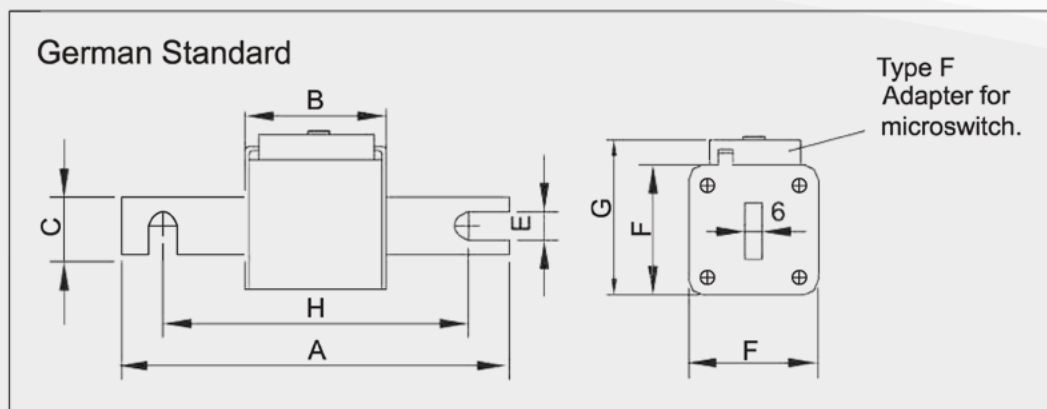 German Standard
Type F
Adapter for
microswitch.
B
C
E
H
A
G
F
6
F